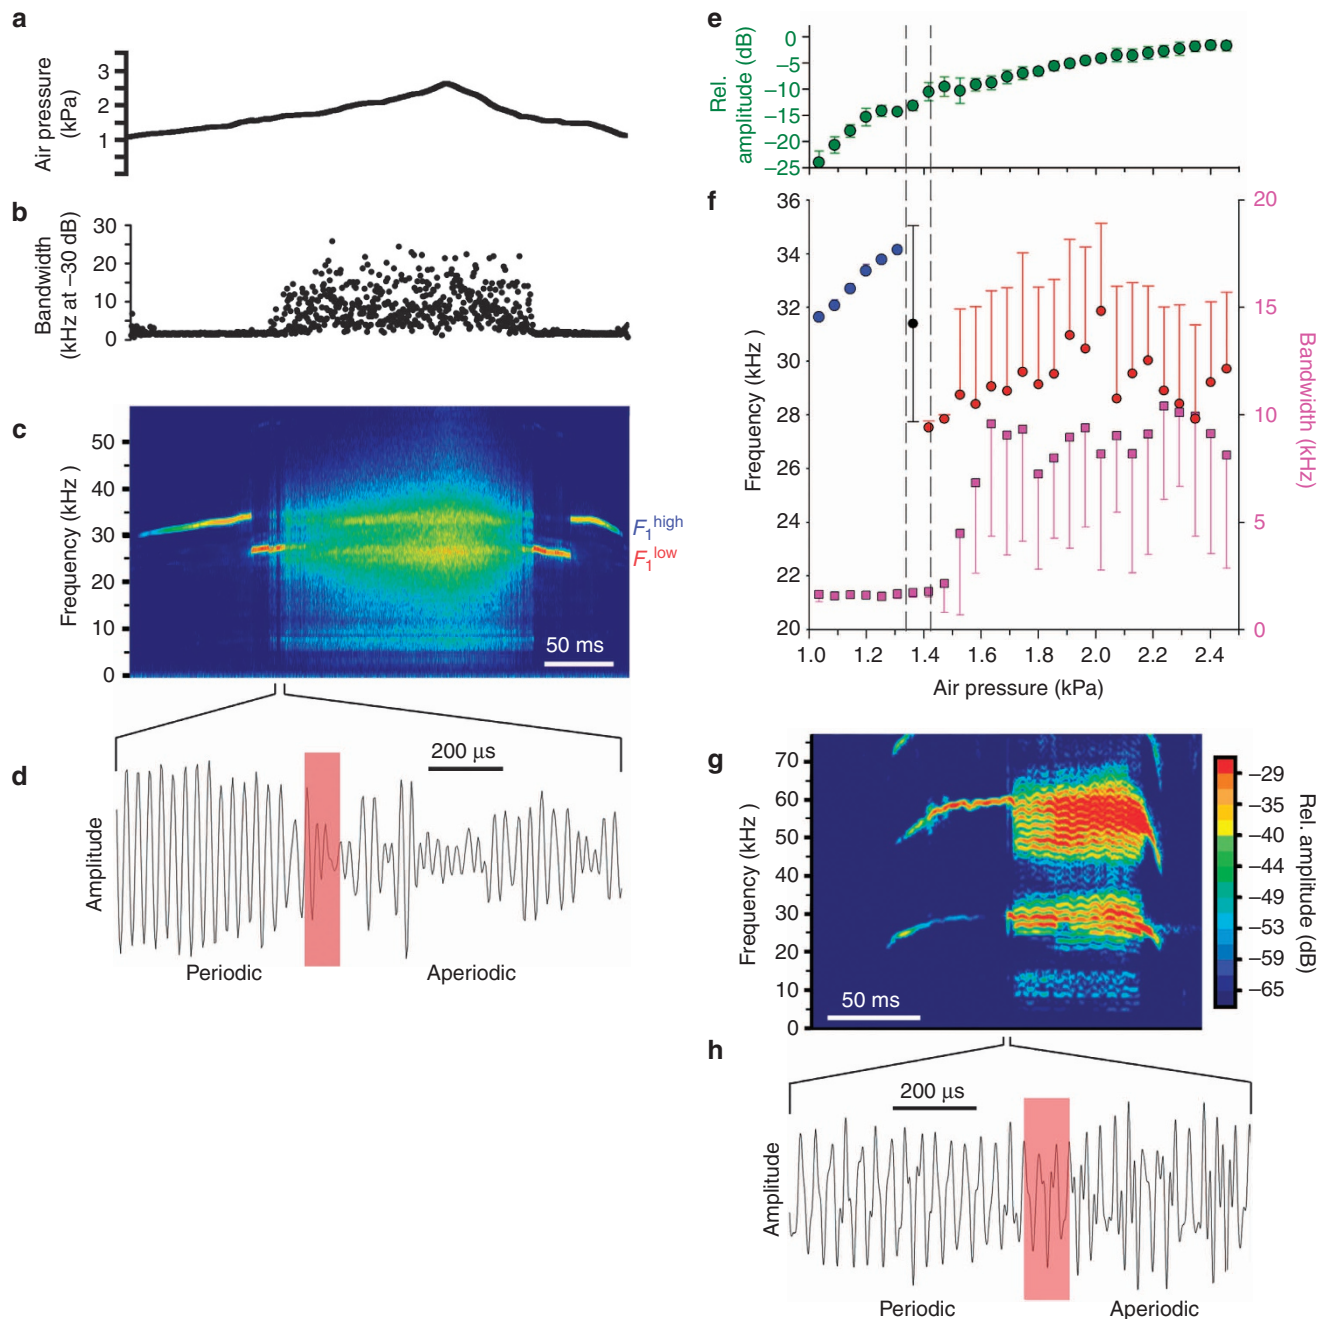 a
Air pressure
(kPa)
3
2
1
b
Bandwidth
(kHz at –30 dB)
30
20
10
0
c
Frequency (kHz)
50
40
30
20
10
0
F1high
F1low
50 ms
d
Amplitude
200 µs
Periodic
Aperiodic
e
Rel.
amplitude (dB)
0
–5
–10
–15
–20
–25
f
Frequency (kHz )
36
34
32
30
28
26
24
22
20
20
15
10
5
0
Bandwidth (kHz)
1.0 1.2 1.4 1.6 1.8 2.0 2.2 2.4
Air pressure (kPa)
g
Frequency (kHz )
70
60
50
40
30
20
10
0
50 ms
–29
–35
–40
–44
–49
–53
–59
–65
Rel. amplitude (dB)
h
Amplitude
200 µs
Periodic
Aperiodic